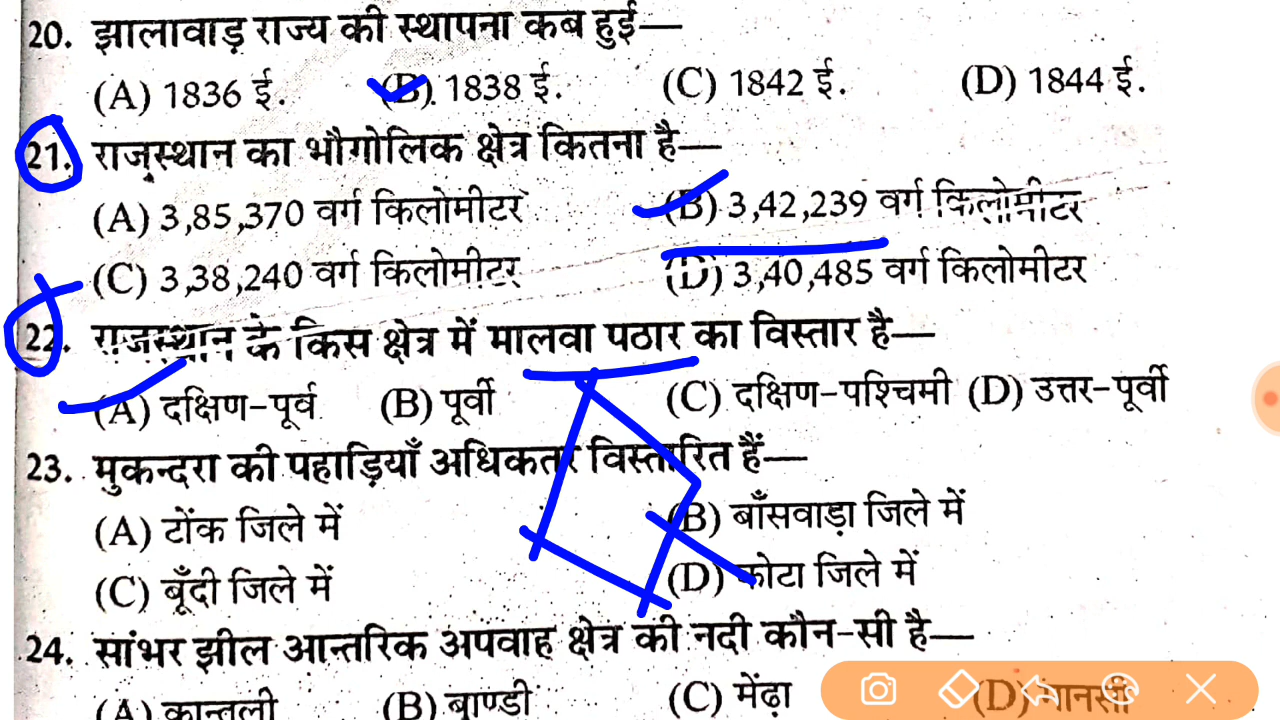 20. झालावाड़ राज्य की स्थापना कब हुई—
(A) 1836 ई. (B) 1838 ई. (C) 1842 ई. (D) 1844 ई.
21. राजस्थान का भौगोलिक क्षेत्र कितना है—
(A) 3,85,370 वर्ग किलोमीटर (B) 3,42,239 वर्ग किलोमीटर
(C) 3,38,240 वर्ग किलोमीटर (D) 3,40,485 वर्ग किलोमीटर
22. राजस्थान के किस क्षेत्र में मालवा पठार का विस्तार है—
(A) दक्षिण-पूर्व (B) पूर्वी (C) दक्षिण-पश्चिमी (D) उत्तर-पूर्वी
23. मुकन्दरा की पहाड़ियाँ अधिकतर विस्तारित हैं—
(A) टोंक जिले में (B) बाँसवाड़ा जिले में
(C) बूँदी जिले में (D) कोटा जिले में
24. सांभर झील आन्तरिक अपवाह क्षेत्र की नदी कौन-सी है—
(A) कान्तली (B) बाण्डी (C) मेंढ़ा (D) मानसी